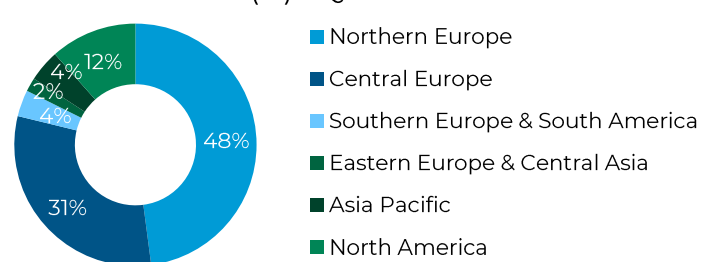 12%
4%
2%
4%
48%
31%
Northern Europe
Central Europe
Southern Europe & South America
Eastern Europe & Central Asia
Asia Pacific
North America